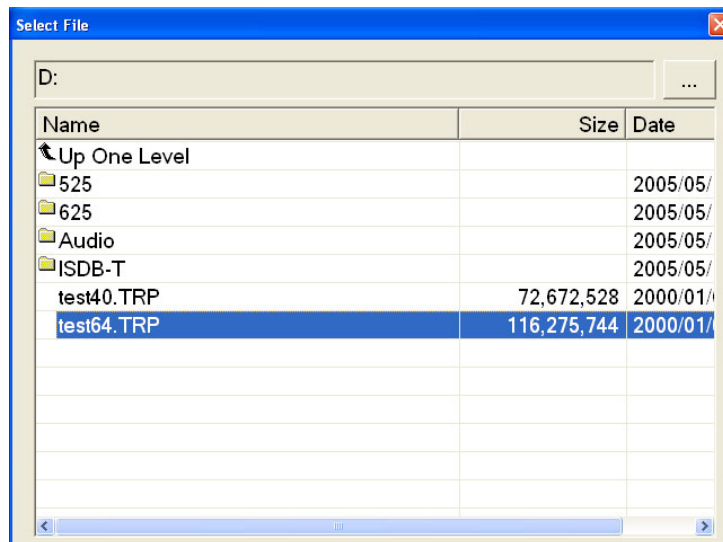 Select File
D:
...
Name Size Date
Up One Level
525 2005/05/
625 2005/05/
Audio 2005/05/
ISDB-T 2005/05/
test40.TRP 72,672,528 2000/01/
test64.TRP 116,275,744 2000/01/